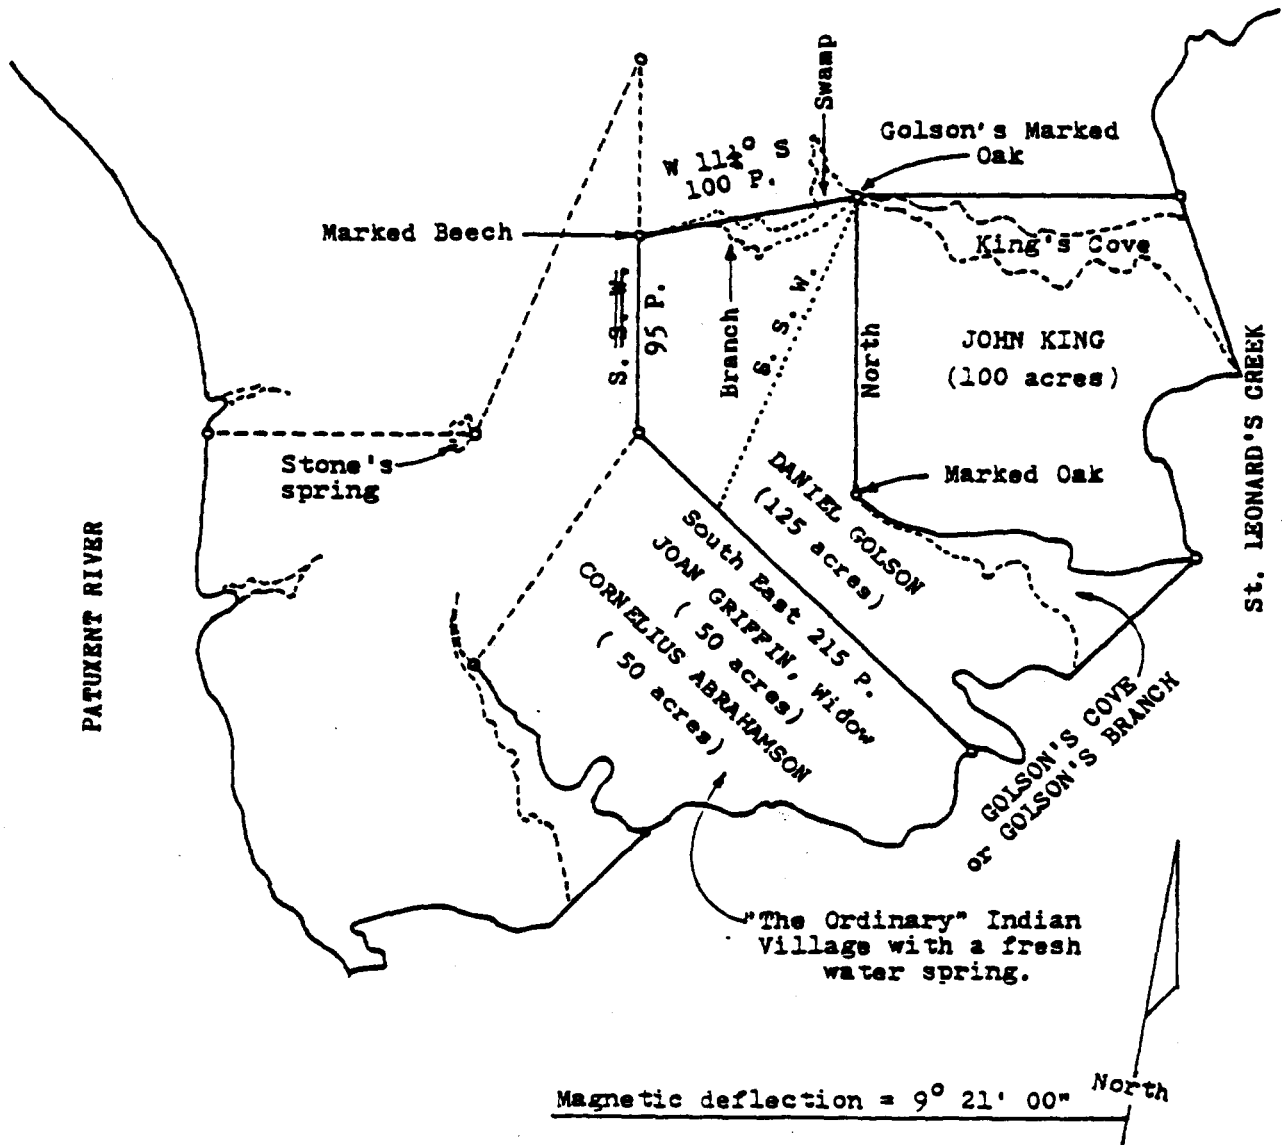 Swamp
Golson's Marked
Oak
W 11¼° S
100 P.
Marked Beech
King's Cove
S. S. W.
95 P.
Branch
S. S. W.
North
JOHN KING
(100 acres)
St. LEONARD'S CREEK
Stone's
spring
Marked Oak
PATUXENT RIVER
DANIEL GOLSON
(125 acres)
South East 215 P.
JOAN GRIFFIN, Widow
( 50 acres)
CORNELIUS ABRAHAMSON
( 50 acres)
GOLSON'S COVE
or GOLSON'S BRANCH
"The Ordinary" Indian
Village with a fresh
water spring.
North
Magnetic deflection = 9° 21' 00"